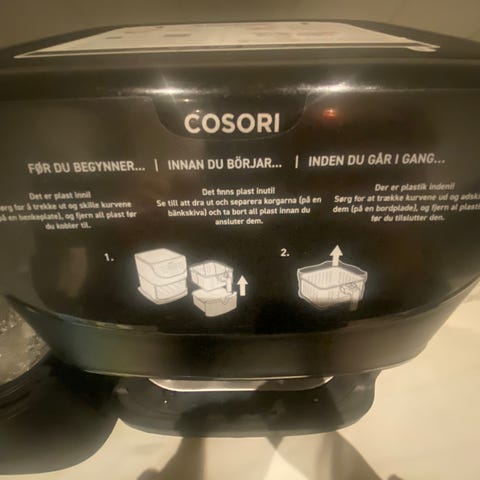 COSORI
FØR DU BEGYNNER... | INNAN DU BÖRJAR... | INDEN DU GÅR I GANG...
Det er plast inni!
ørg for å trekke ut og skille kurvene
på en benkeplate), og fjern all plast før
du kobler til.
Det finns plast inuti!
Se till att dra ut och separera korgarna (på en
bänkskiva) och ta bort all plast innan du
ansluter dem.
Der er plastik indeni!
Sørg for at trække kurvene ud og adski
dem (på en bordplade), og fjern al plasti
før du tilslutter den.
1.
2.